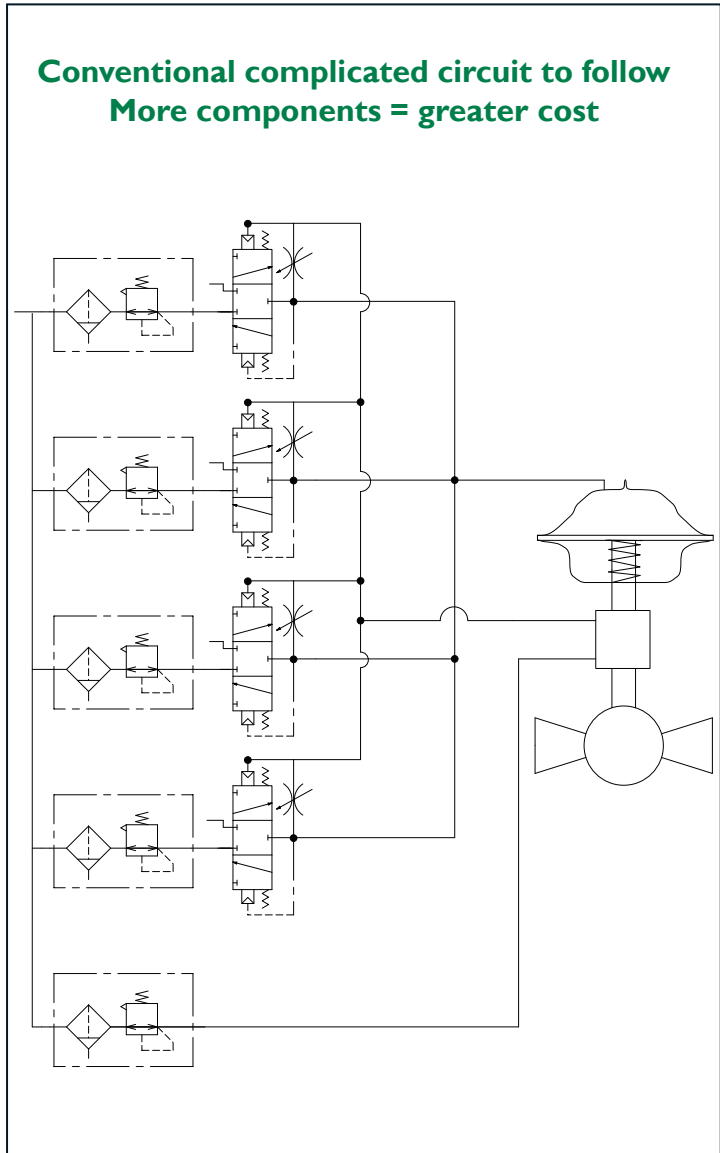 Conventional complicated circuit to follow
More components = greater cost